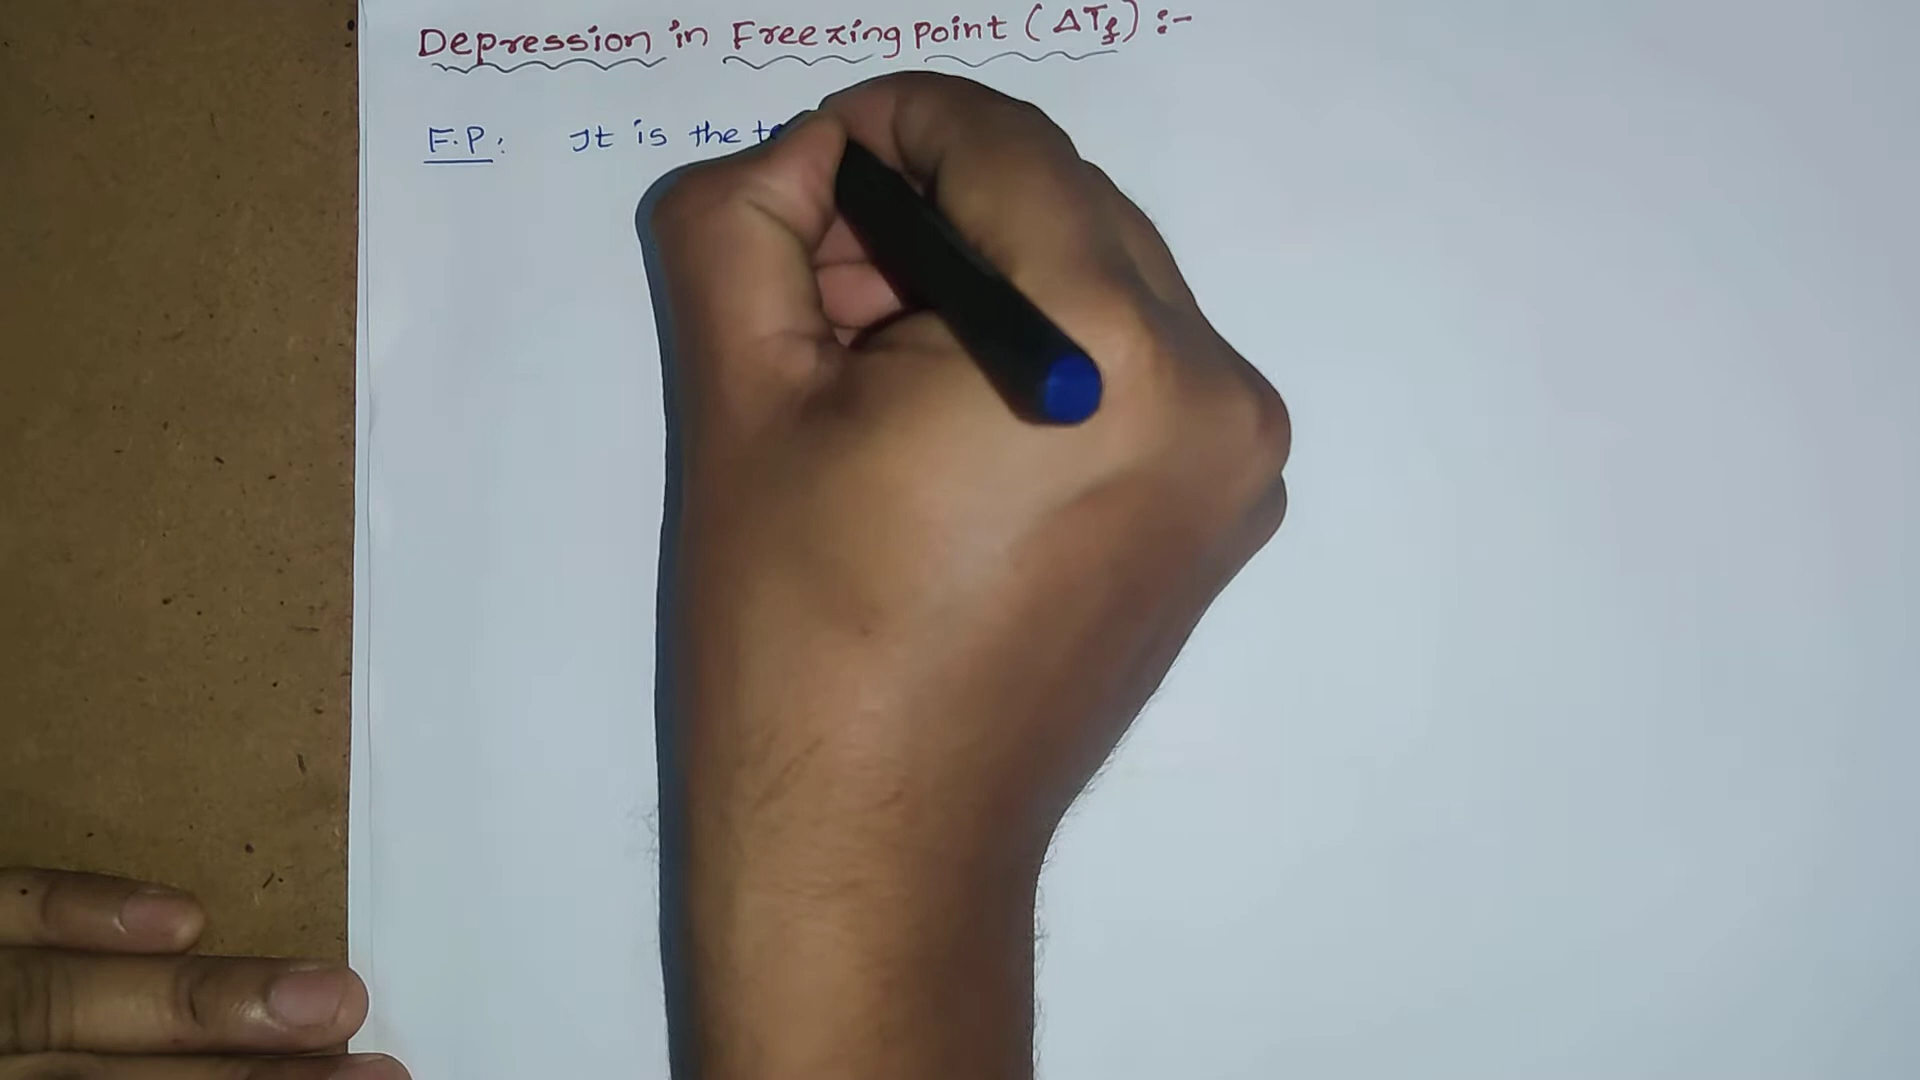 Depression in Freezing point (ΔTf) :-
F.P: It is the